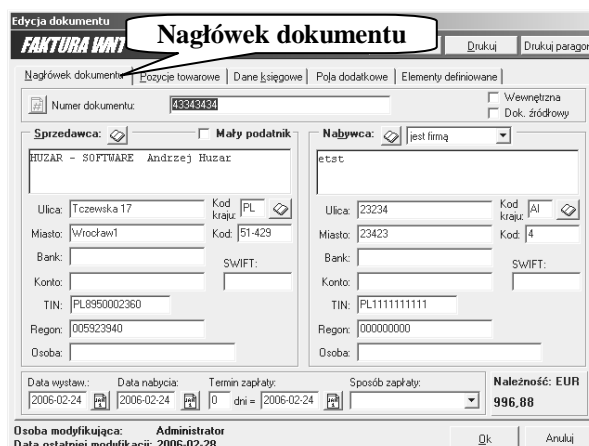 Edycja dokumentu
FAKTURA WNT
Nagłówek dokumentu
Drukuj
Drukuj paragon
Nagłówek dokumentu
Pozycje towarowe
Dane księgowe
Pola dodatkowe
Elementy definiowane
Numer dokumentu: 43343434
Wewnętrzna
Dok. źródłowy
Sprzedawca:
Mały podatnik
HUZAR - SOFTWARE Andrzej Huzar
Ulica: Tczewska 17
Kod kraju: PL
Miasto: Wrocław1
Kod: 51-429
Bank:
SWIFT:
Konto:
TIN: PL8950002360
Regon: 005923940
Osoba:
Nabywca:
jest firmą
etst
Ulica: 23234
Kod kraju: AI
Miasto: 23423
Kod: 4
Bank:
SWIFT:
Konto:
TIN: PL1111111111
Regon: 000000000
Osoba:
Data wystaw.:
2006-02-24
Data nabycia:
2006-02-24
Termin zapłaty:
0 dni = 2006-02-24
Sposób zapłaty:
Należność: EUR
996,88
Osoba modyfikująca: Administrator
Data ostatniej modyfikacji: 2006-02-28
Ok
Anuluj